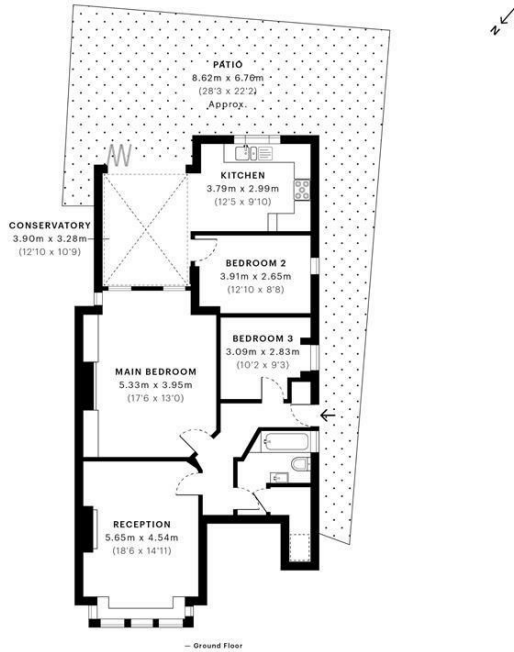 N
PATIO
8.62m x 6.76m
(28'3 x 22'2)
Approx.
KITCHEN
3.79m x 2.99m
(12'5 x 9'10)
CONSERVATORY
3.90m x 3.28m
(12'10 x 10'9)
BEDROOM 2
3.91m x 2.65m
(12'10 x 8'8)
BEDROOM 3
3.09m x 2.83m
(10'2 x 9'3)
MAIN BEDROOM
5.33m x 3.95m
(17'6 x 13'0)
RECEPTION
5.65m x 4.54m
(18'6 x 14'11)
— Ground Floor